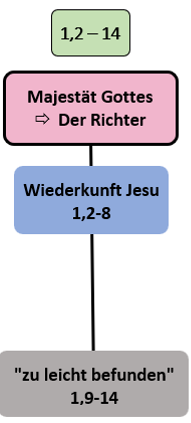 1,2 – 14
Majestät Gottes
⇨ Der Richter
Wiederkunft Jesu
1,2-8
"zu leicht befunden"
1,9-14